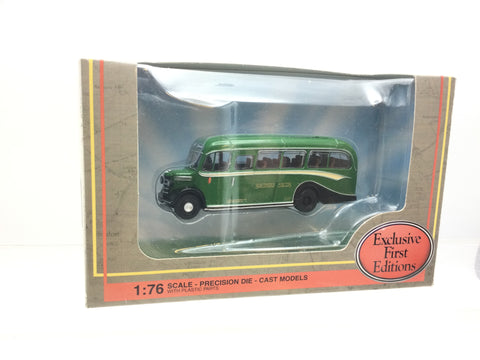 Exclusive
First
Editions
1:76 SCALE - PRECISION DIE - CAST MODELS
WITH PLASTIC PARTS